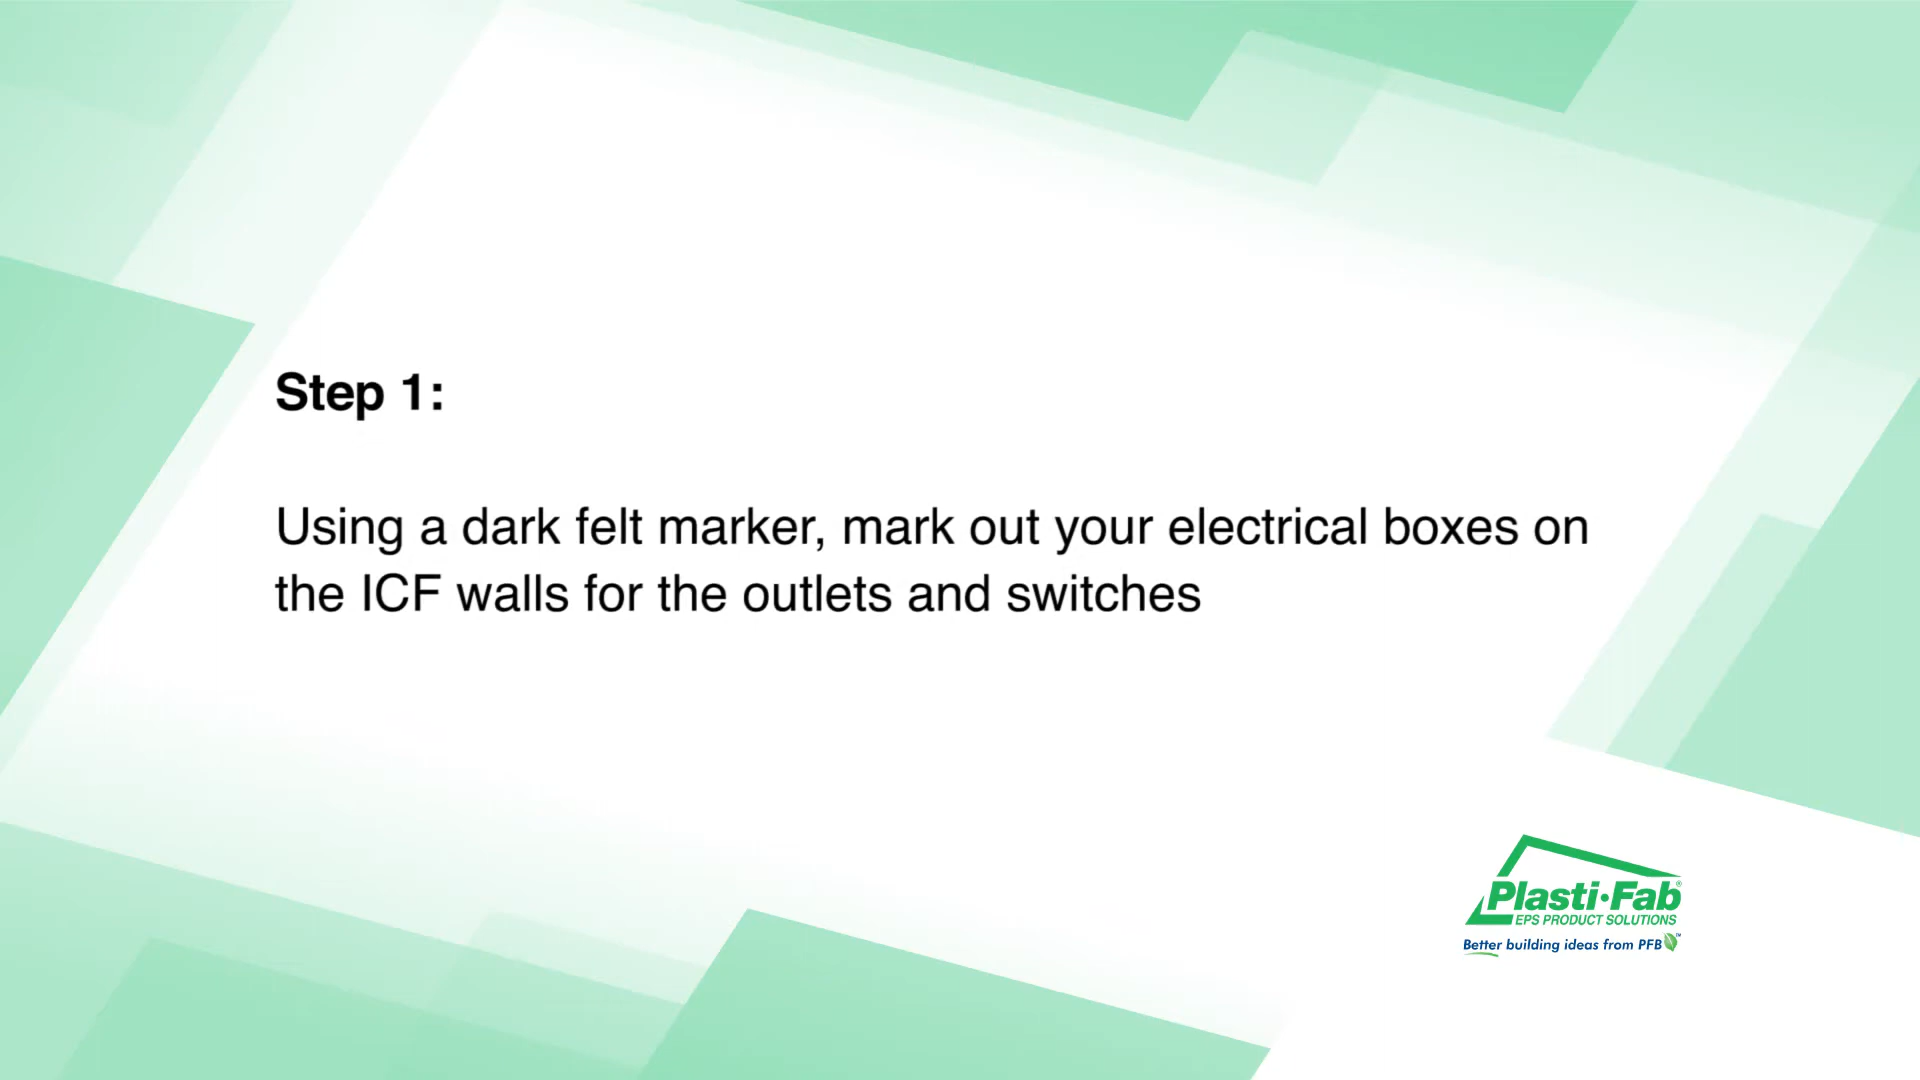 Step 1:
Using a dark felt marker, mark out your electrical boxes on
the ICF walls for the outlets and switches
Plasti·Fab®
EPS PRODUCT SOLUTIONS
Better building ideas from PFB™